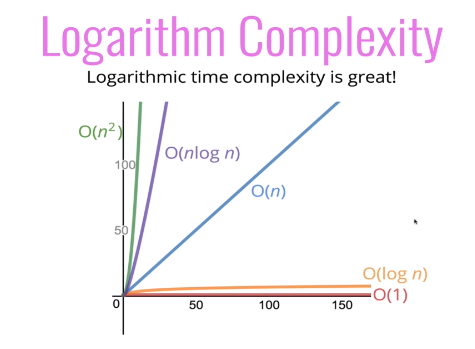 Logarithm Complexity
Logarithmic time complexity is great!
O(n²)
O(nlog n)
100
O(n)
50
O(log n)
O(1)
0 50 100 150